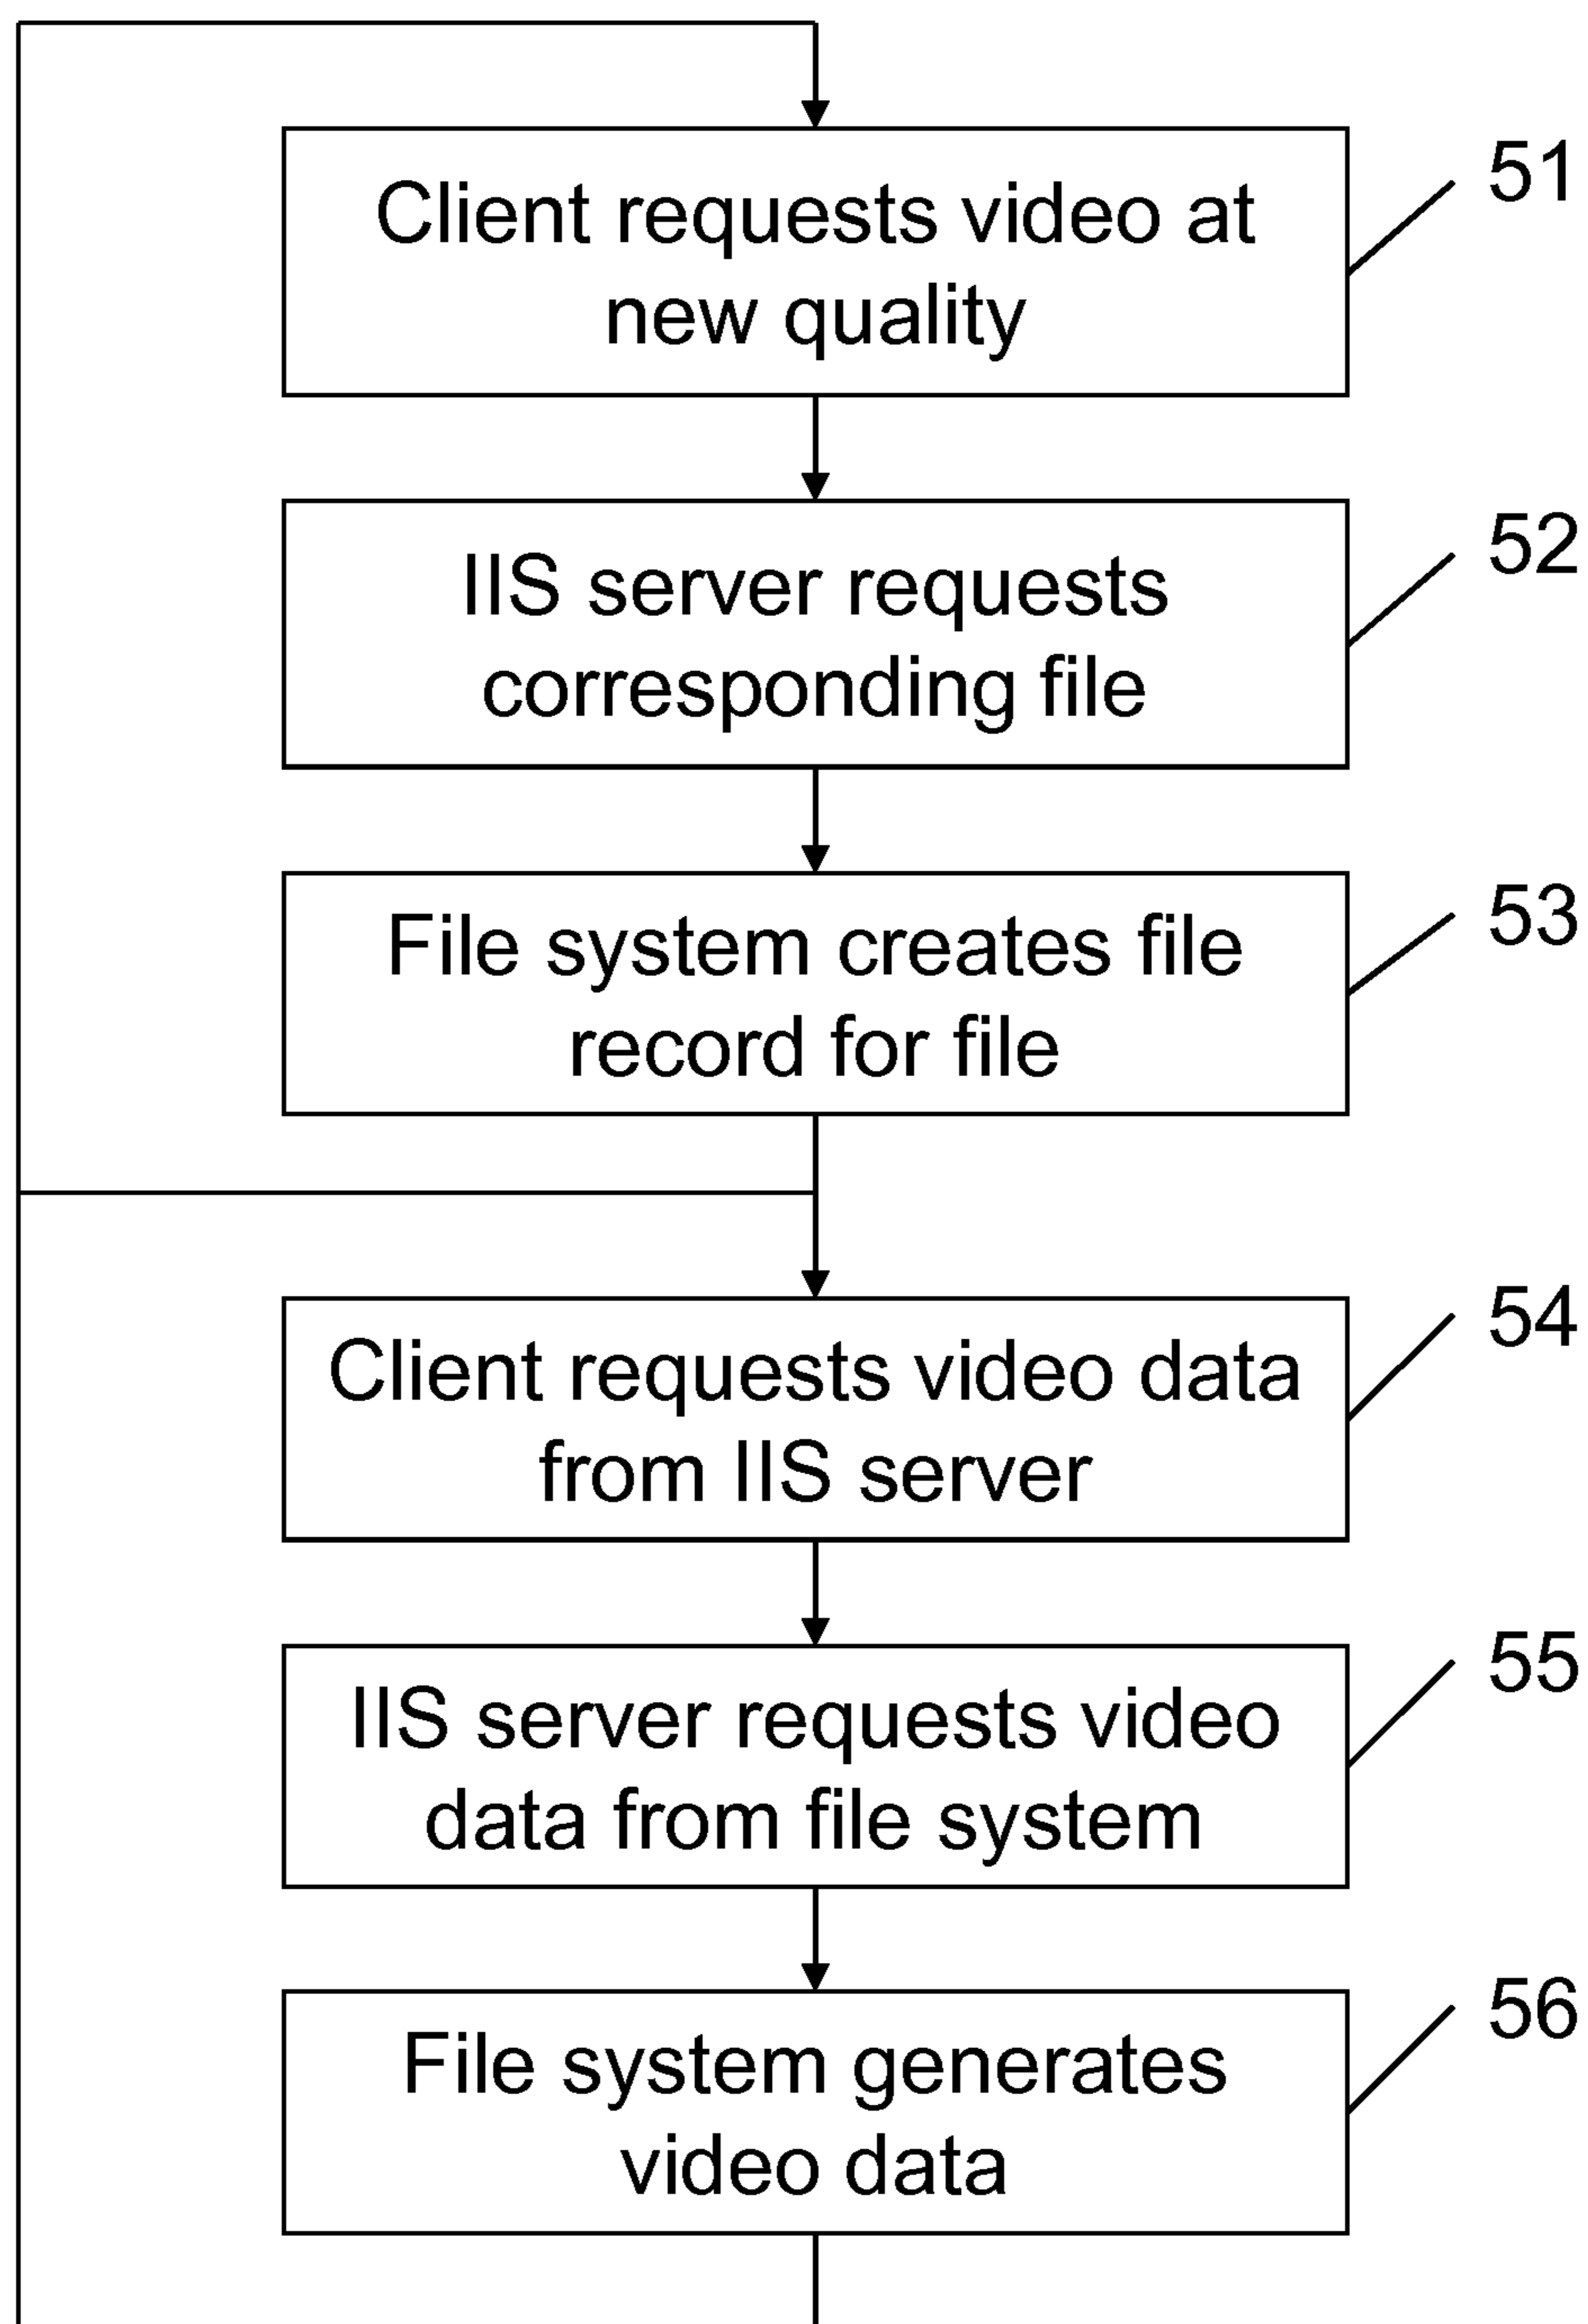 Client requests video at
new quality
51
IIS server requests
corresponding file
52
File system creates file
record for file
53
Client requests video data
from IIS server
54
IIS server requests video
data from file system
55
File system generates
video data
56